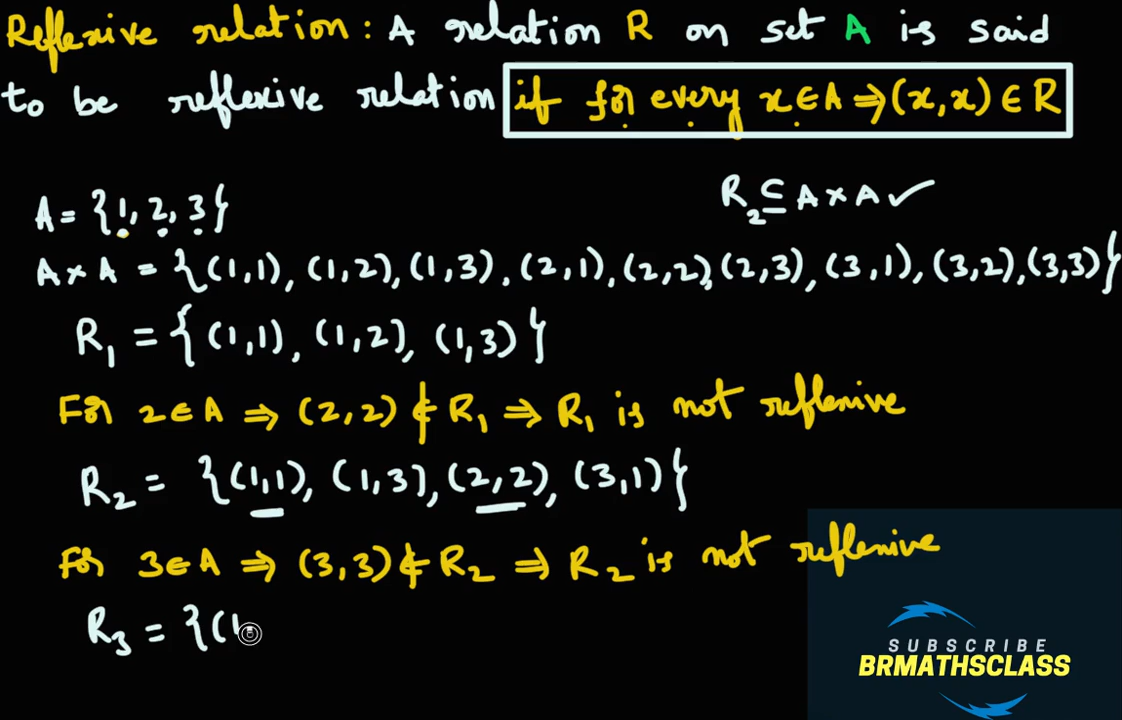 Reflexive relation: A relation R on set A is said
to be reflexive relation if for every x ∈ A ⇒ (x, x) ∈ R
R₂ ⊆ A × A ✓
A = {1, 2, 3}
A × A = {(1,1), (1,2), (1,3), (2,1), (2,2), (2,3), (3,1), (3,2), (3,3)}
R₁ = {(1,1), (1,2), (1,3)}
For 2 ∈ A ⇒ (2,2) ∉ R₁ ⇒ R₁ is not reflexive
R₂ = {(1,1), (1,3), (2,2), (3,1)}
For 3 ∈ A ⇒ (3,3) ∉ R₂ ⇒ R₂ is not reflexive
R₃ = {(1
SUBSCRIBE
BRMATHSCLASS